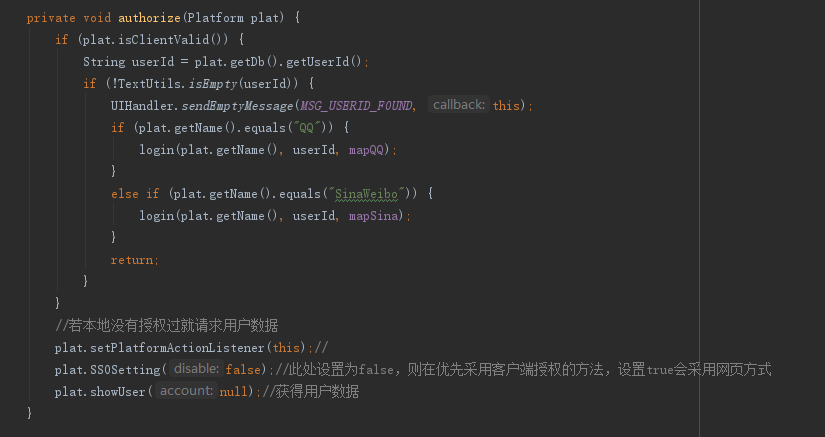 private void authorize(Platform plat) {
if (plat.isClientValid()) {
String userId = plat.getDb().getUserId();
if (!TextUtils.isEmpty(userId)) {
UIHandler.sendEmptyMessage(MSG_USERID_FOUND, callback: this);
if (plat.getName().equals("QQ")) {
login(plat.getName(), userId, mapQQ);
}
else if (plat.getName().equals("SinaWeibo")) {
login(plat.getName(), userId, mapSina);
}
return;
}
}
//若本地没有授权过就请求用户数据
plat.setPlatformActionListener(this);//
plat.SSOSetting(disable: false);//此处设置为false，则在优先采用客户端授权的方法，设置true会采用网页方式
plat.showUser(account: null);//获得用户数据
}